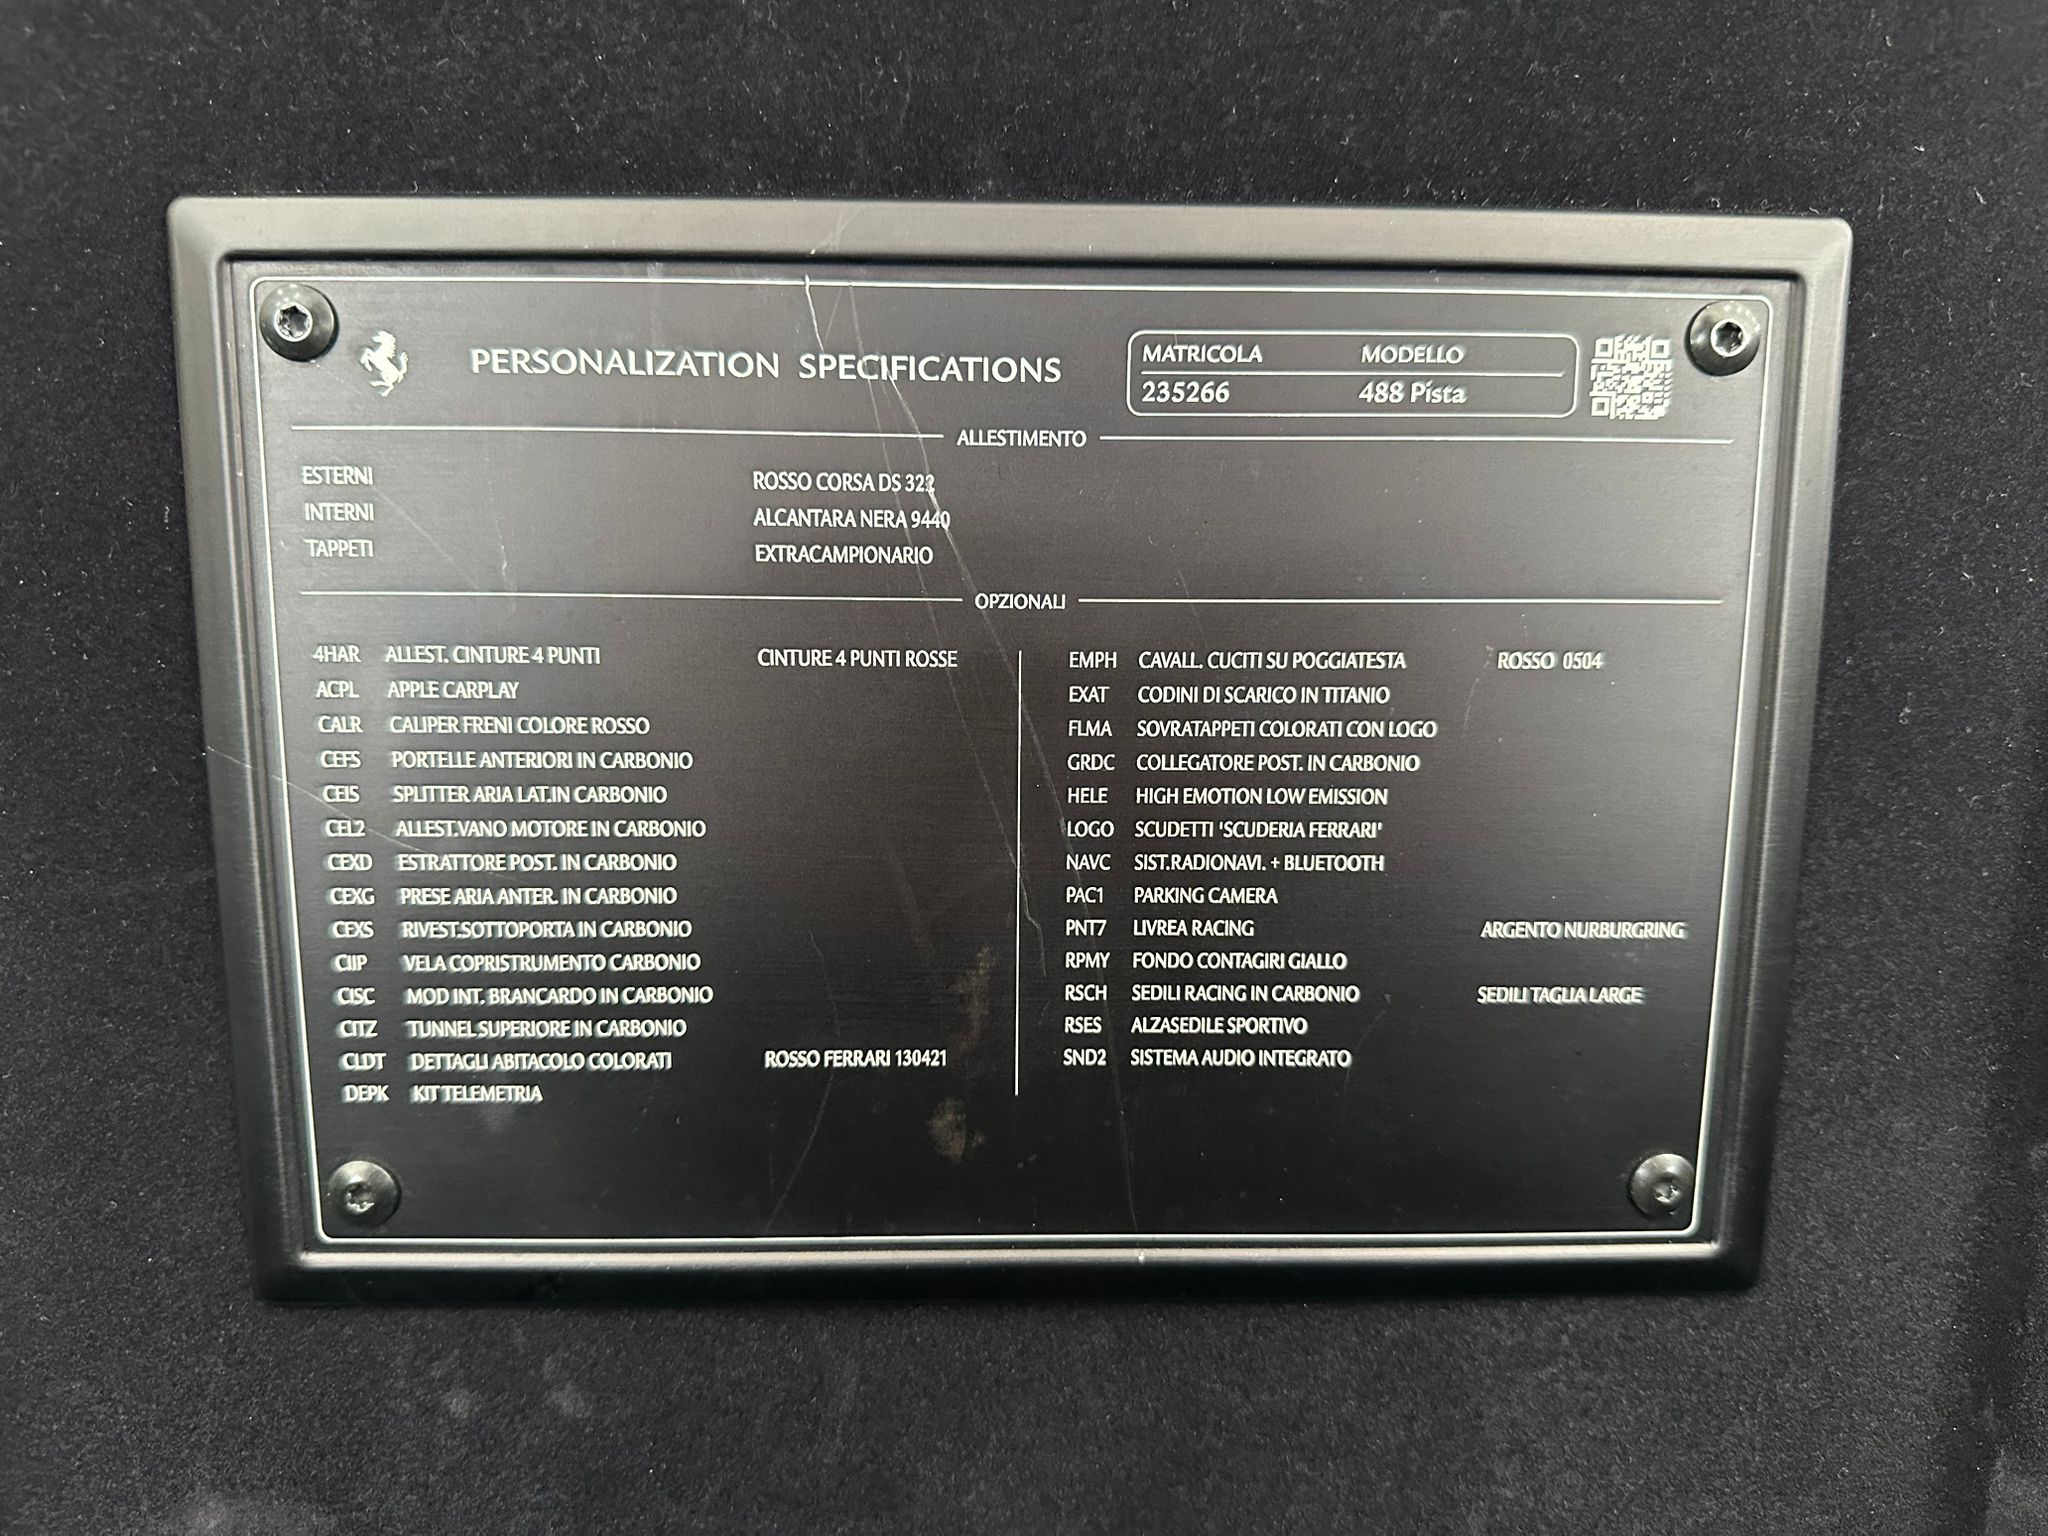 PERSONALIZATION SPECIFICATIONS
MATRICOLA MODELLO
235266 488 Pista
ALLESTIMENTO
ESTERNI ROSSO CORSA DS 322
INTERNI ALCANTARA NERA 9440
TAPPETI EXTRACAMPIONARIO
OPZIONALI
4HAR ALLEST. CINTURE 4 PUNTI CINTURE 4 PUNTI ROSSE
ACPL APPLE CARPLAY
CALR CALIPER FRENI COLORE ROSSO
CEFS PORTELLE ANTERIORI IN CARBONIO
CEIS SPLITTER ARIA LAT.IN CARBONIO
CEL2 ALLEST.VANO MOTORE IN CARBONIO
CEXD ESTRATTORE POST. IN CARBONIO
CEXG PRESE ARIA ANTER. IN CARBONIO
CEXS RIVEST.SOTTOPORTA IN CARBONIO
CIIP VELA COPRISTRUMENTO CARBONIO
CISC MOD INT. BRANCARDO IN CARBONIO
CITZ TUNNEL SUPERIORE IN CARBONIO
CLDT DETTAGLI ABITACOLO COLORATI ROSSO FERRARI 130421
DEPK KIT TELEMETRIA
EMPH CAVALL. CUCITI SU POGGIATESTA ROSSO 0504
EXAT CODINI DI SCARICO IN TITANIO
FLMA SOVRATAPPETI COLORATI CON LOGO
GRDC COLLEGATORE POST. IN CARBONIO
HELE HIGH EMOTION LOW EMISSION
LOGO SCUDETTI 'SCUDERIA FERRARI'
NAVC SIST.RADIONAVI. + BLUETOOTH
PAC1 PARKING CAMERA
PNT7 LIVREA RACING ARGENTO NURBURGRING
RPMY FONDO CONTAGIRI GIALLO
RSCH SEDILI RACING IN CARBONIO SEDILI TAGLIA LARGE
RSES ALZASEDILE SPORTIVO
SND2 SISTEMA AUDIO INTEGRATO